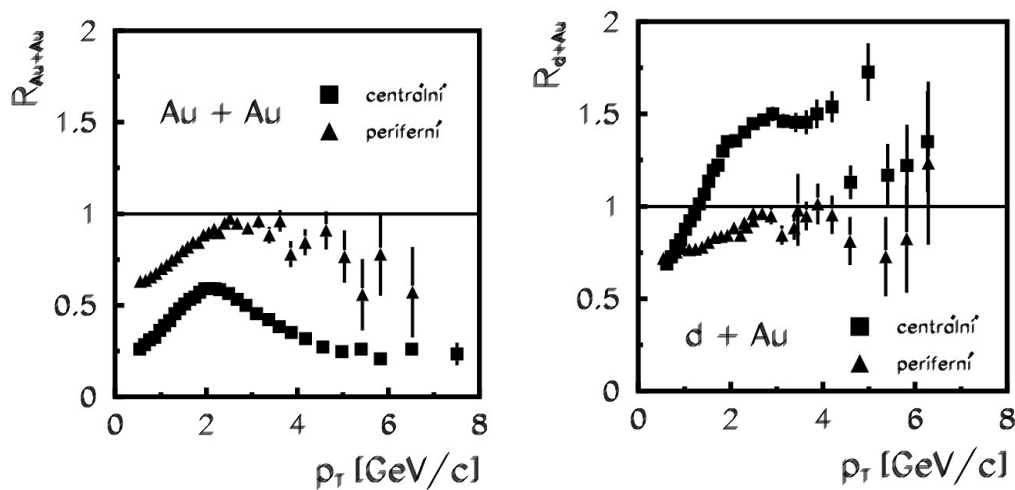 R_Au+Au
2
1.5
1
0.5
0
Au + Au
centrální
periferní
0 2 4 6 8
p_T [GeV/c]
R_d+Au
2
1.5
1
0.5
0
d + Au
centrální
periferní
0 2 4 6 8
p_T [GeV/c]